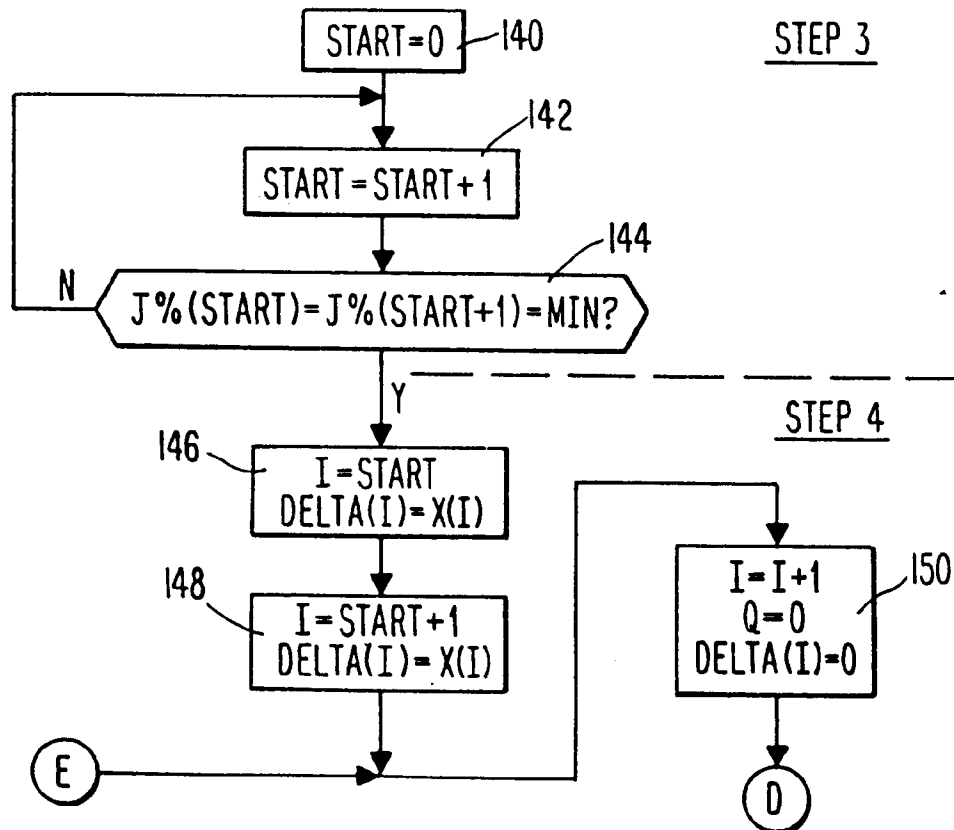 START=0
140
STEP 3
142
START=START+1
144
N
J%(START)=J%(START+1)=MIN?
Y
STEP 4
146
I=START
DELTA(I)=X(I)
148
I=START+1
DELTA(I)=X(I)
I=I+1
Q=0
DELTA(I)=0
150
E
D